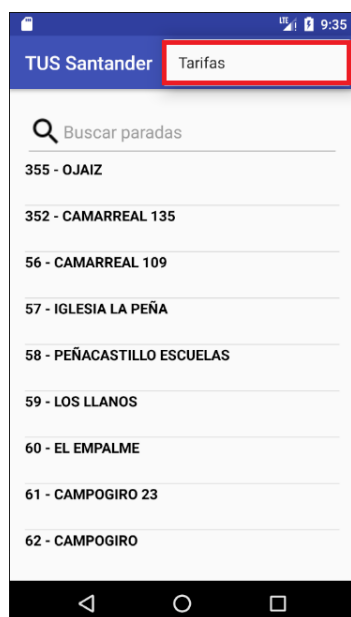 9:35
TUS Santander
Tarifas
Buscar paradas
355 - OJAIZ
352 - CAMARREAL 135
56 - CAMARREAL 109
57 - IGLESIA LA PEÑA
58 - PEÑACASTILLO ESCUELAS
59 - LOS LLANOS
60 - EL EMPALME
61 - CAMPOGIRO 23
62 - CAMPOGIRO